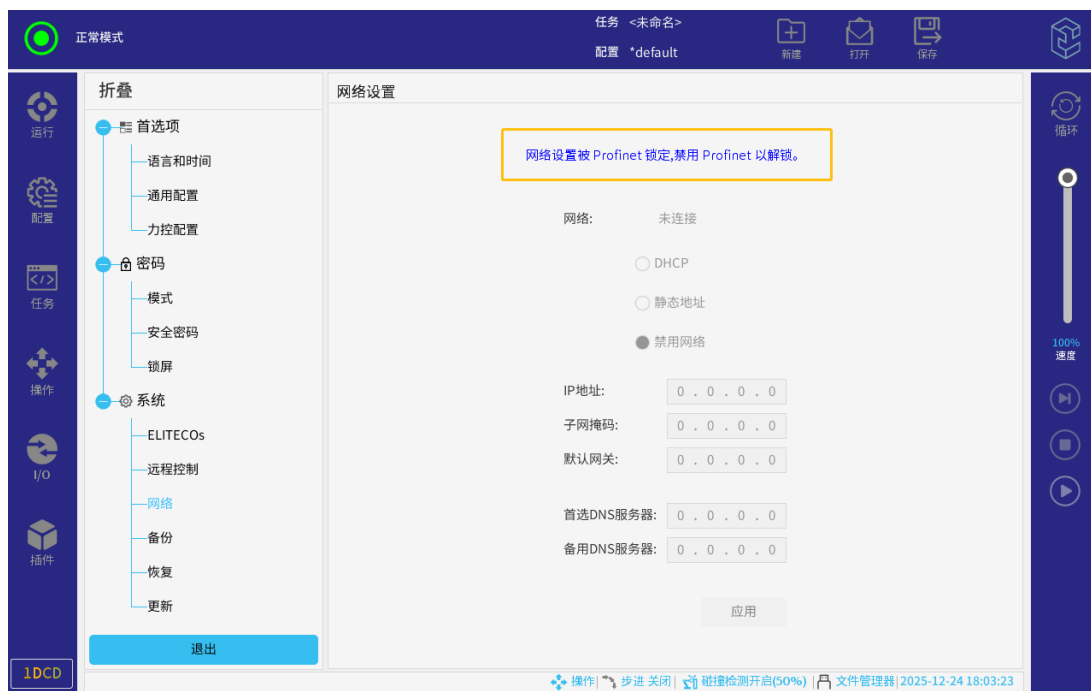 正常模式
任务 <未命名>
配置 *default
新建
打开
保存
运行
配置
任务
操作
I/O
插件
1DCD
折叠
首选项
语言和时间
通用配置
力控配置
密码
模式
安全密码
锁屏
系统
ELITECOs
远程控制
网络
备份
恢复
更新
退出
网络设置
网络设置被 Profinet 锁定,禁用 Profinet 以解锁。
网络: 未连接
DHCP
静态地址
禁用网络
IP地址: 0 . 0 . 0 . 0
子网掩码: 0 . 0 . 0 . 0
默认网关: 0 . 0 . 0 . 0
首选DNS服务器: 0 . 0 . 0 . 0
备用DNS服务器: 0 . 0 . 0 . 0
应用
循环
100%
速度
操作| 步进 关闭| 碰撞检测开启(50%) | 文件管理器| 2025-12-24 18:03:23